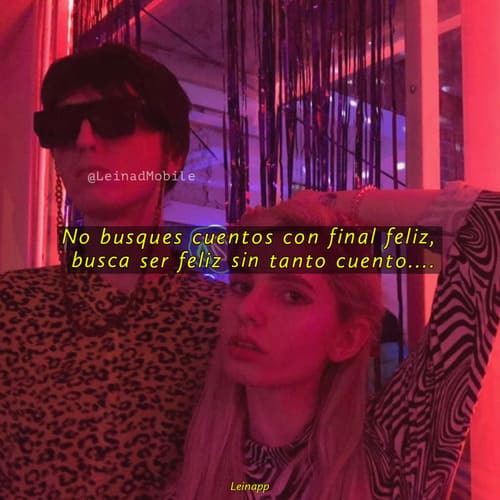 @LeinadMobile
No busques cuentos con final feliz,
busca ser feliz sin tanto cuento....
Leinapp